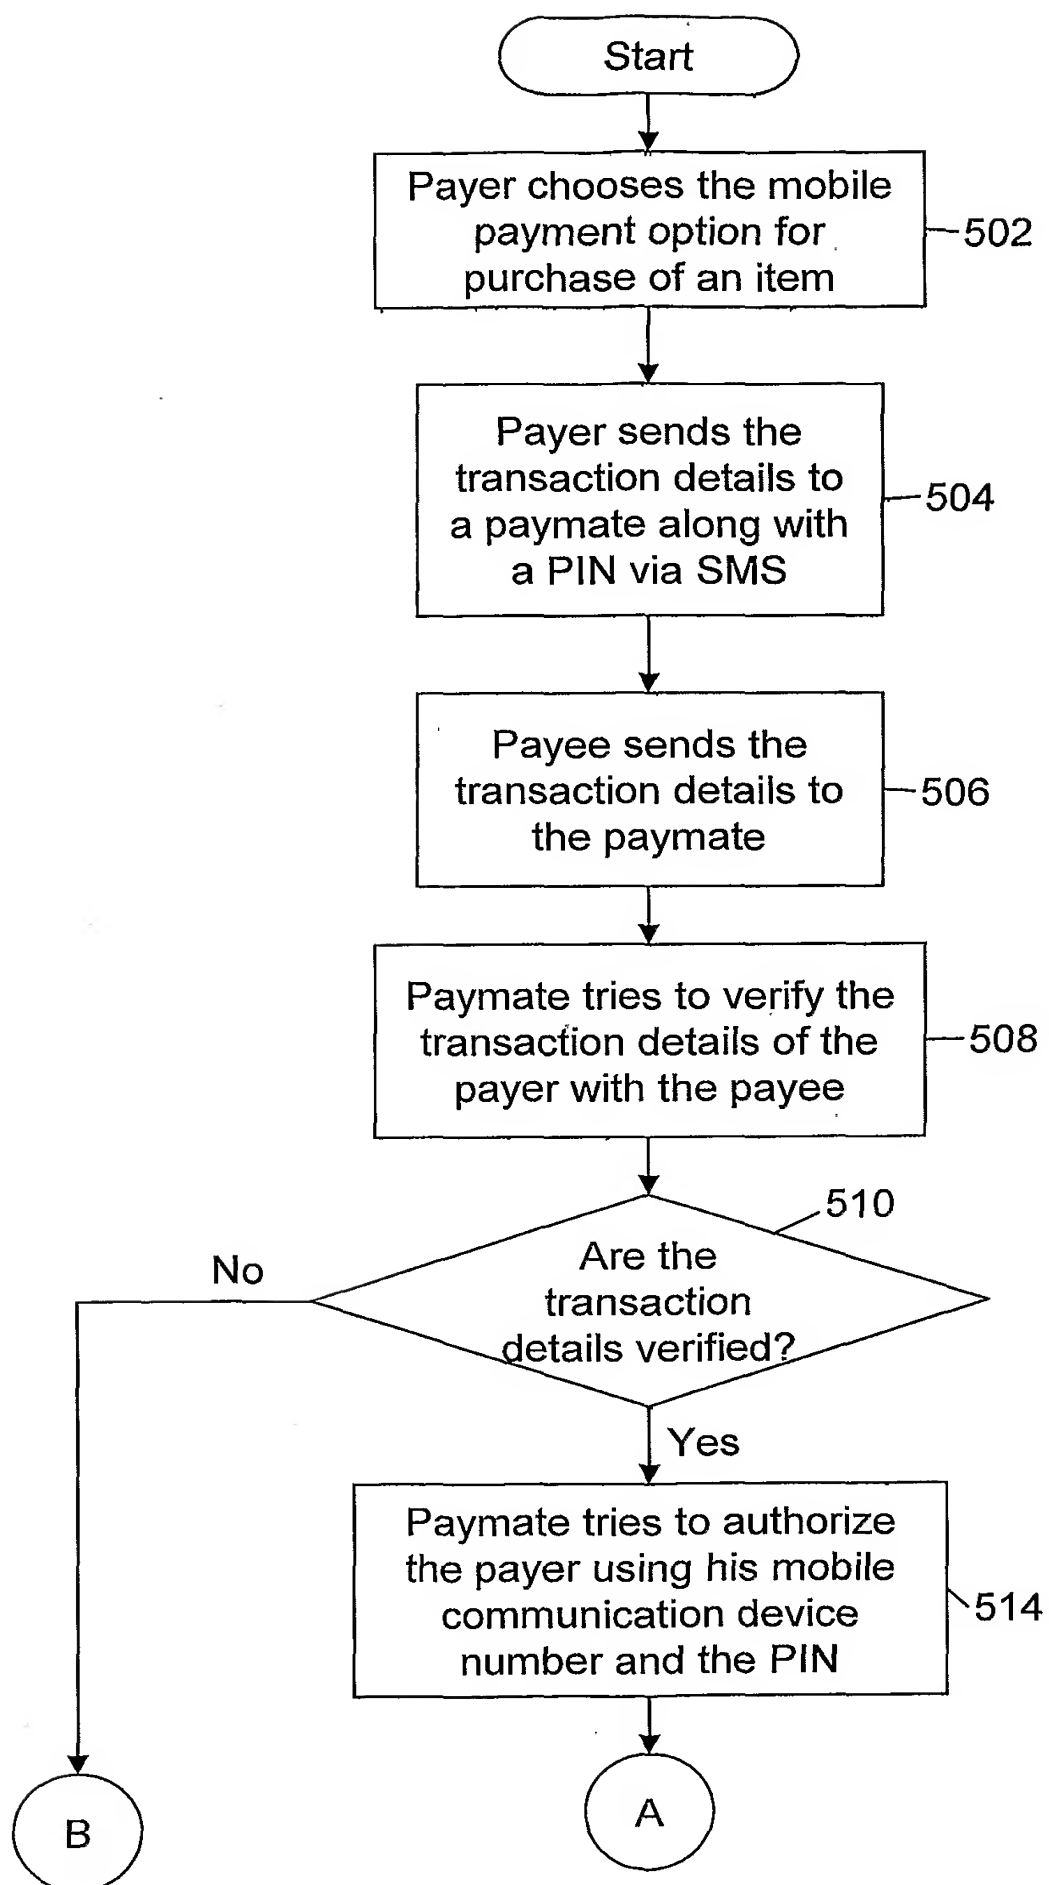 Start
Payer chooses the mobile
payment option for
purchase of an item
502
Payer sends the
transaction details to
a paymate along with
a PIN via SMS
504
Payee sends the
transaction details to
the paymate
506
Paymate tries to verify the
transaction details of the
payer with the payee
508
510
Are the
transaction
details verified?
No
Yes
Paymate tries to authorize
the payer using his mobile
communication device
number and the PIN
514
B
A